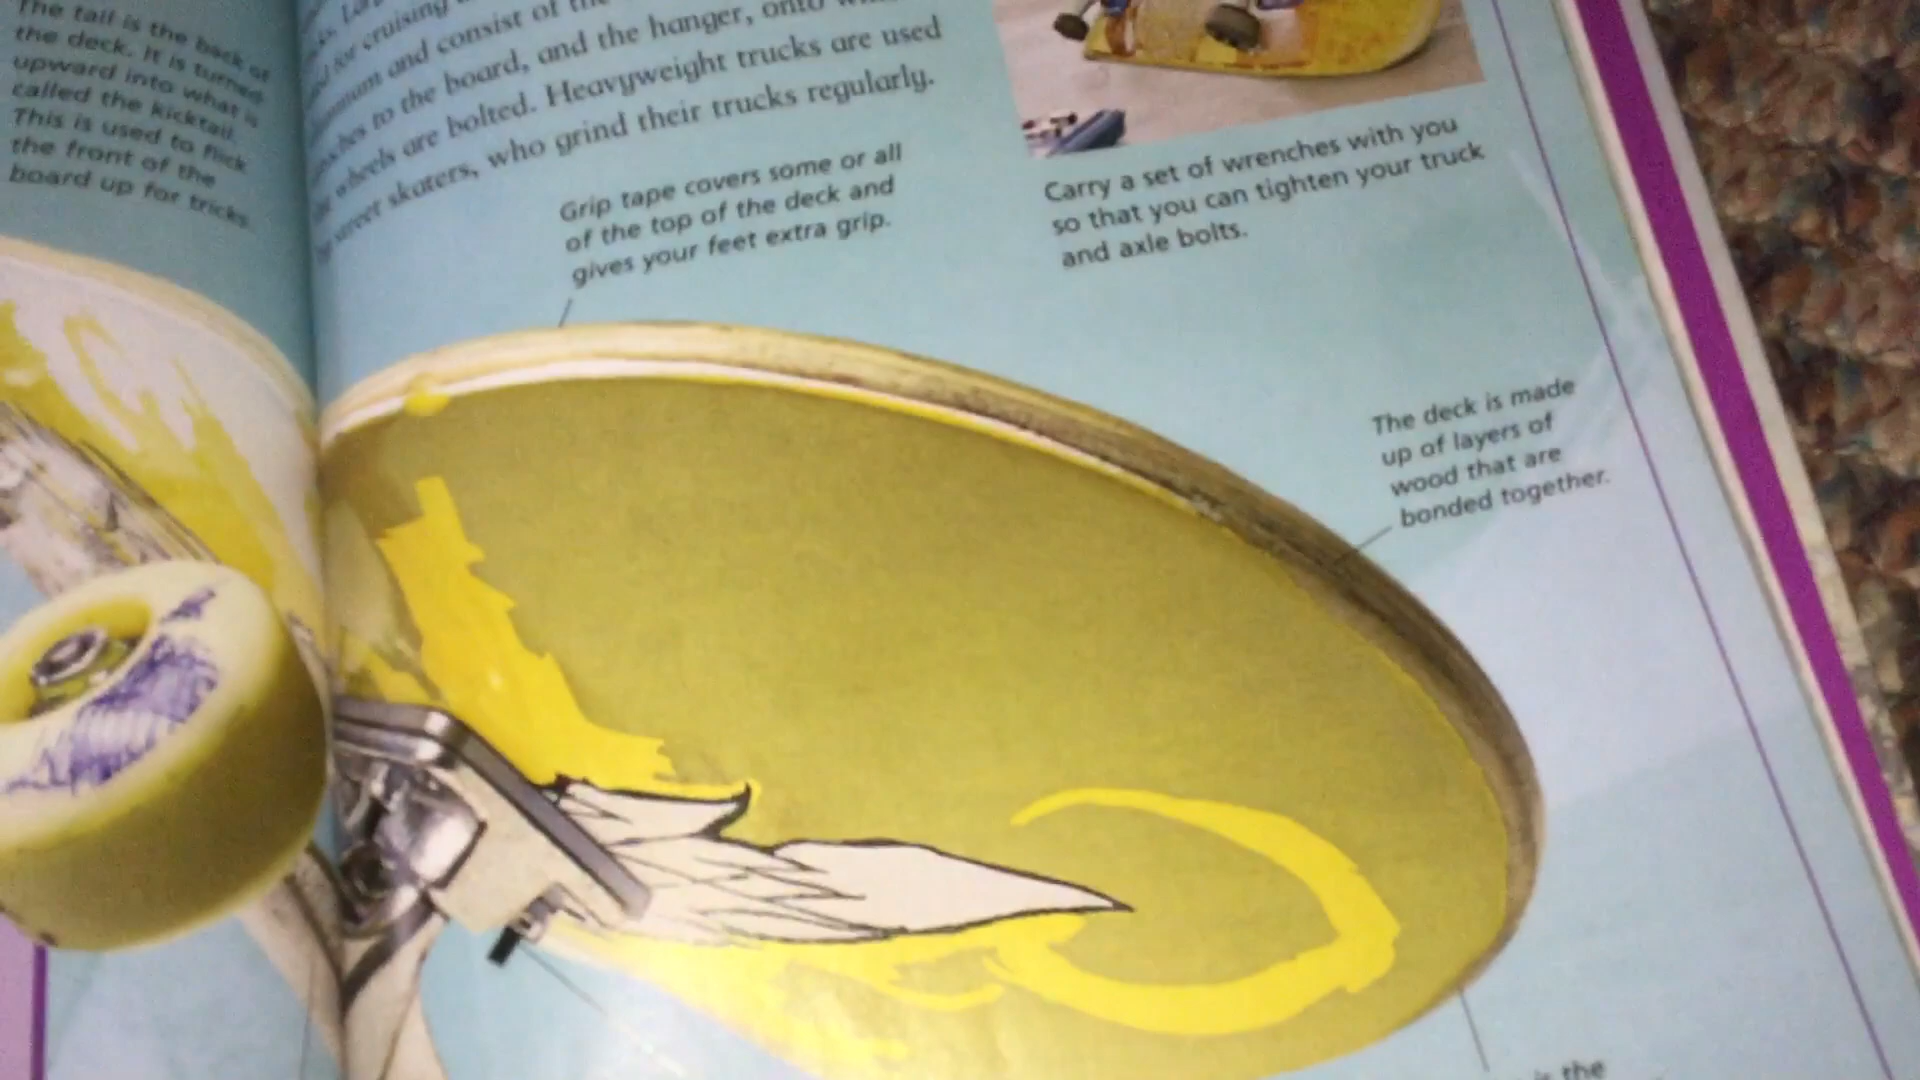 The tail is the back of
the deck. It is turned
upward into what is
called the kicktail.
This is used to flick
the front of the
board up for tricks.
for cruising
and consist of the
to the board, and the hanger, onto
wheels are bolted. Heavyweight trucks are used
street skaters, who grind their trucks regularly.
Grip tape covers some or all
of the top of the deck and
gives your feet extra grip.
Carry a set of wrenches with you
so that you can tighten your truck
and axle bolts.
The deck is made
up of layers of
wood that are
bonded together.
is the